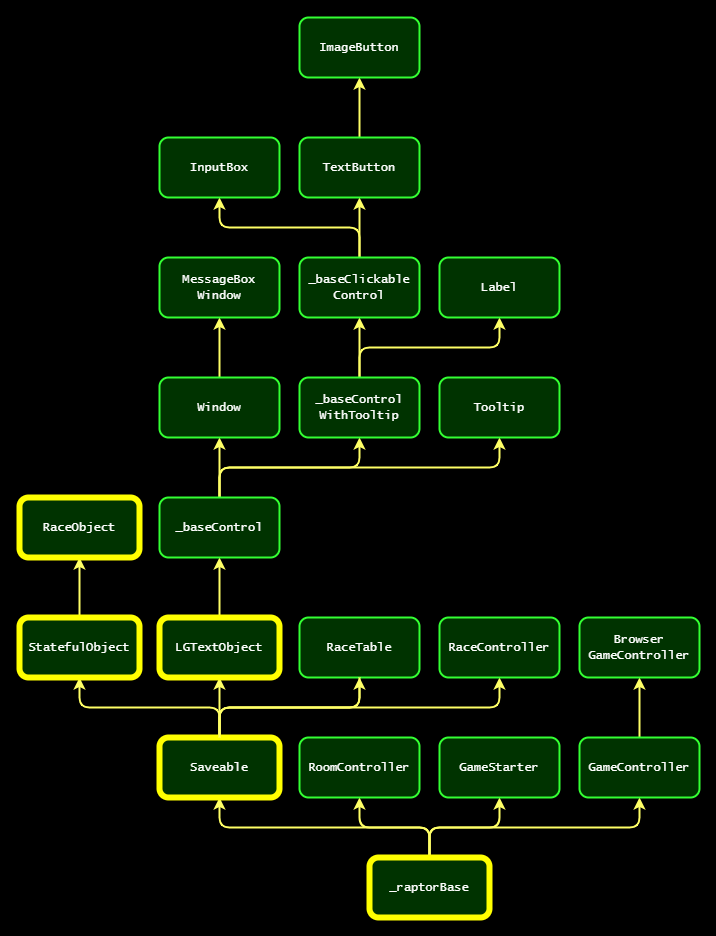 ImageButton
InputBox
TextButton
MessageBox
Window
_baseClickable
Control
Label
Window
_baseControl
WithTooltip
Tooltip
RaceObject
_baseControl
StatefulObject
LGTextObject
RaceTable
RaceController
Browser
GameController
Saveable
RoomController
GameStarter
GameController
_raptorBase